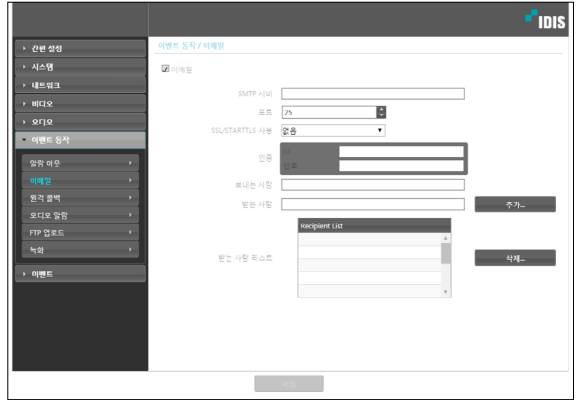 IDIS
간편 설정
시스템
네트워크
비디오
오디오
이벤트 동작
알람 아웃
이메일
원격 콜백
오디오 알람
FTP 업로드
녹화
이벤트
이벤트 동작 / 이메일
이메일
SMTP 서버
포트 25
SSL/STARTTLS 사용 없음
인증
ID
암호
보내는 사람
받는 사람 추가...
Recipient List
받는 사람 리스트 삭제...